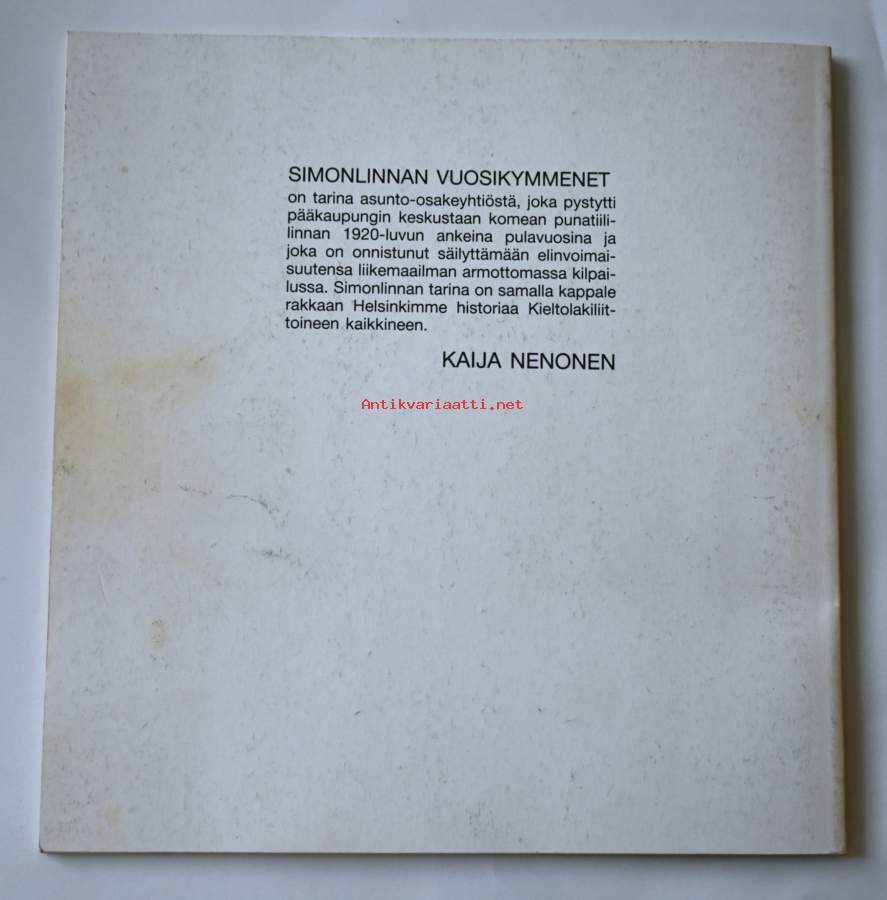 SIMONLINNAN VUOSIKYMMENET
on tarina asunto-osakeyhtiöstä, joka pystytti
pääkaupungin keskustaan komean punatiili-
linnan 1920-luvun ankeina pulavuosina ja
joka on onnistunut säilyttämään elinvoimai-
suutensa liikemaailman armottomassa kilpai-
lussa. Simonlinnan tarina on samalla kappale
rakkaan Helsinkimme historiaa Kieltolakiliit-
toineen kaikkineen.
KAIJA NENONEN
Antikvariaatti.net